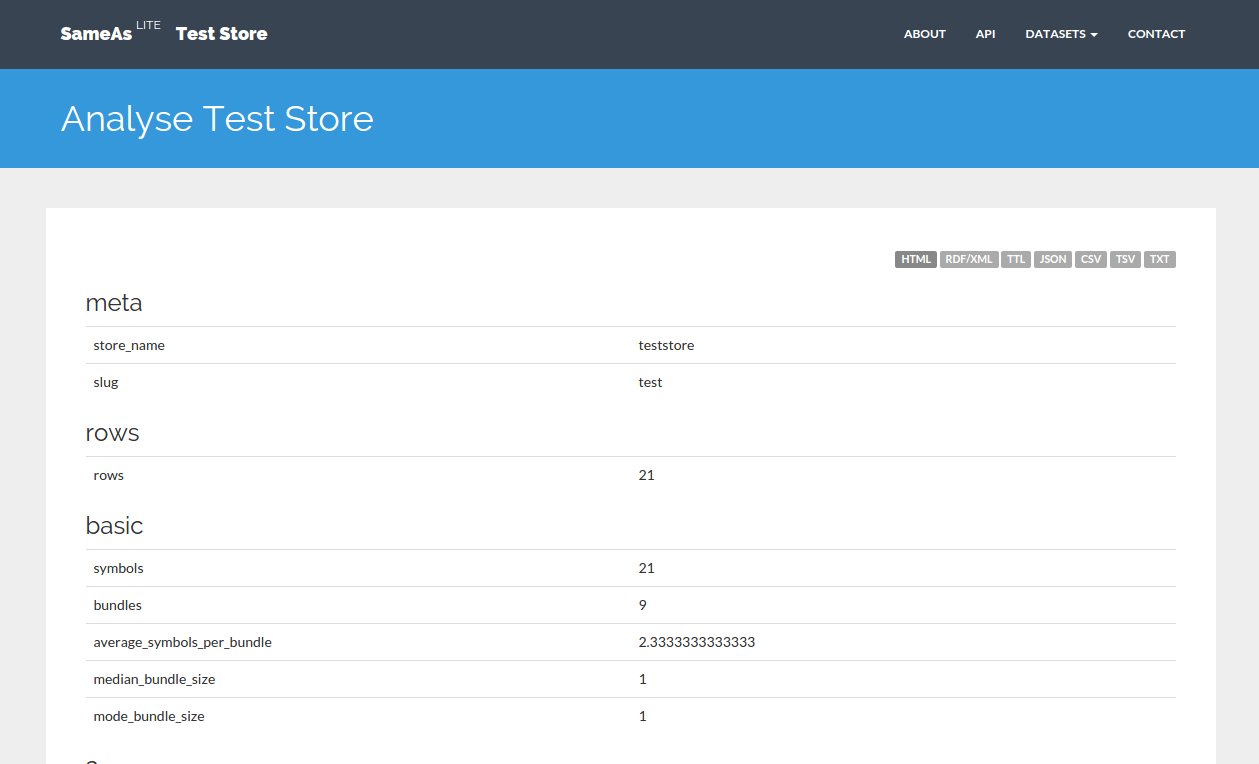 SameAs LITE Test Store ABOUT API DATASETS CONTACT
Analyse Test Store
HTML RDF/XML TTL JSON CSV TSV TXT
meta
store_name teststore
slug test
rows
rows 21
basic
symbols 21
bundles 9
average_symbols_per_bundle 2.3333333333333
median_bundle_size 1
mode_bundle_size 1